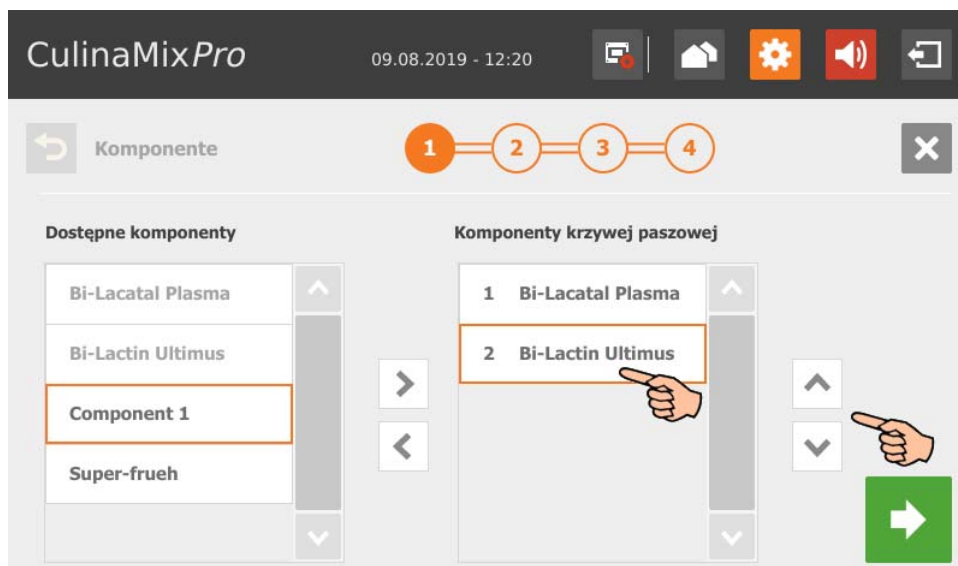 CulinaMixPro
09.08.2019 - 12:20
Komponente
1 2 3 4
Dostępne komponenty
Komponenty krzywej paszowej
Bi-Lacatal Plasma
Bi-Lactin Ultimus
Component 1
Super-frueh
1 Bi-Lacatal Plasma
2 Bi-Lactin Ultimus